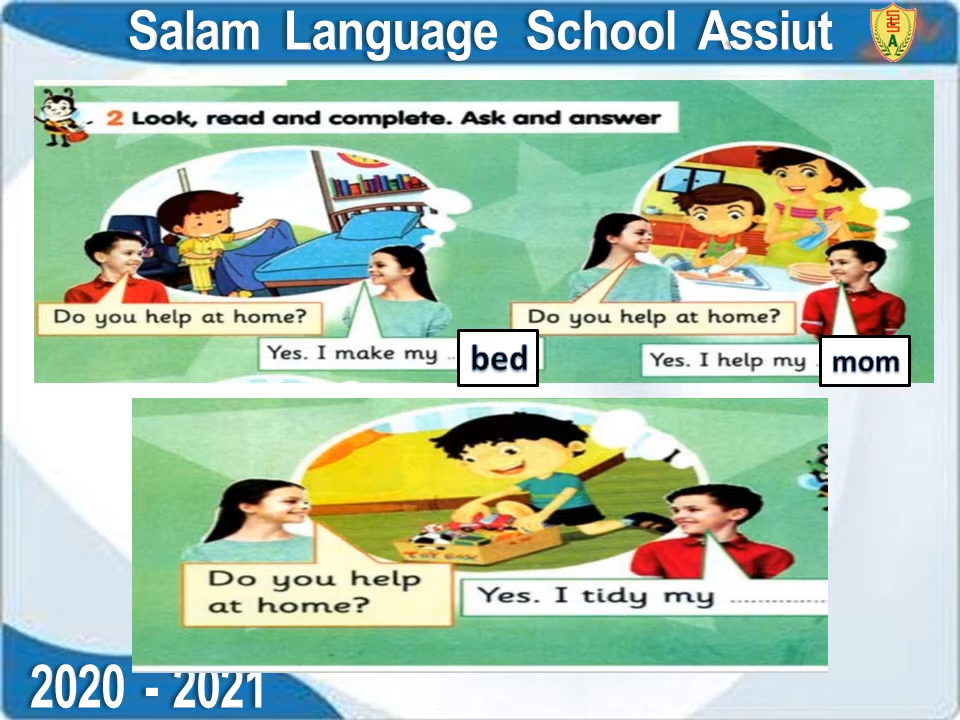 Salam Language School Assiut
2 Look, read and complete. Ask and answer
Do you help at home?
Yes. I make my .. bed
Do you help at home?
Yes. I help my . mom
Do you help
at home?
Yes. I tidy my ................
TOY BOX
2020 - 2021